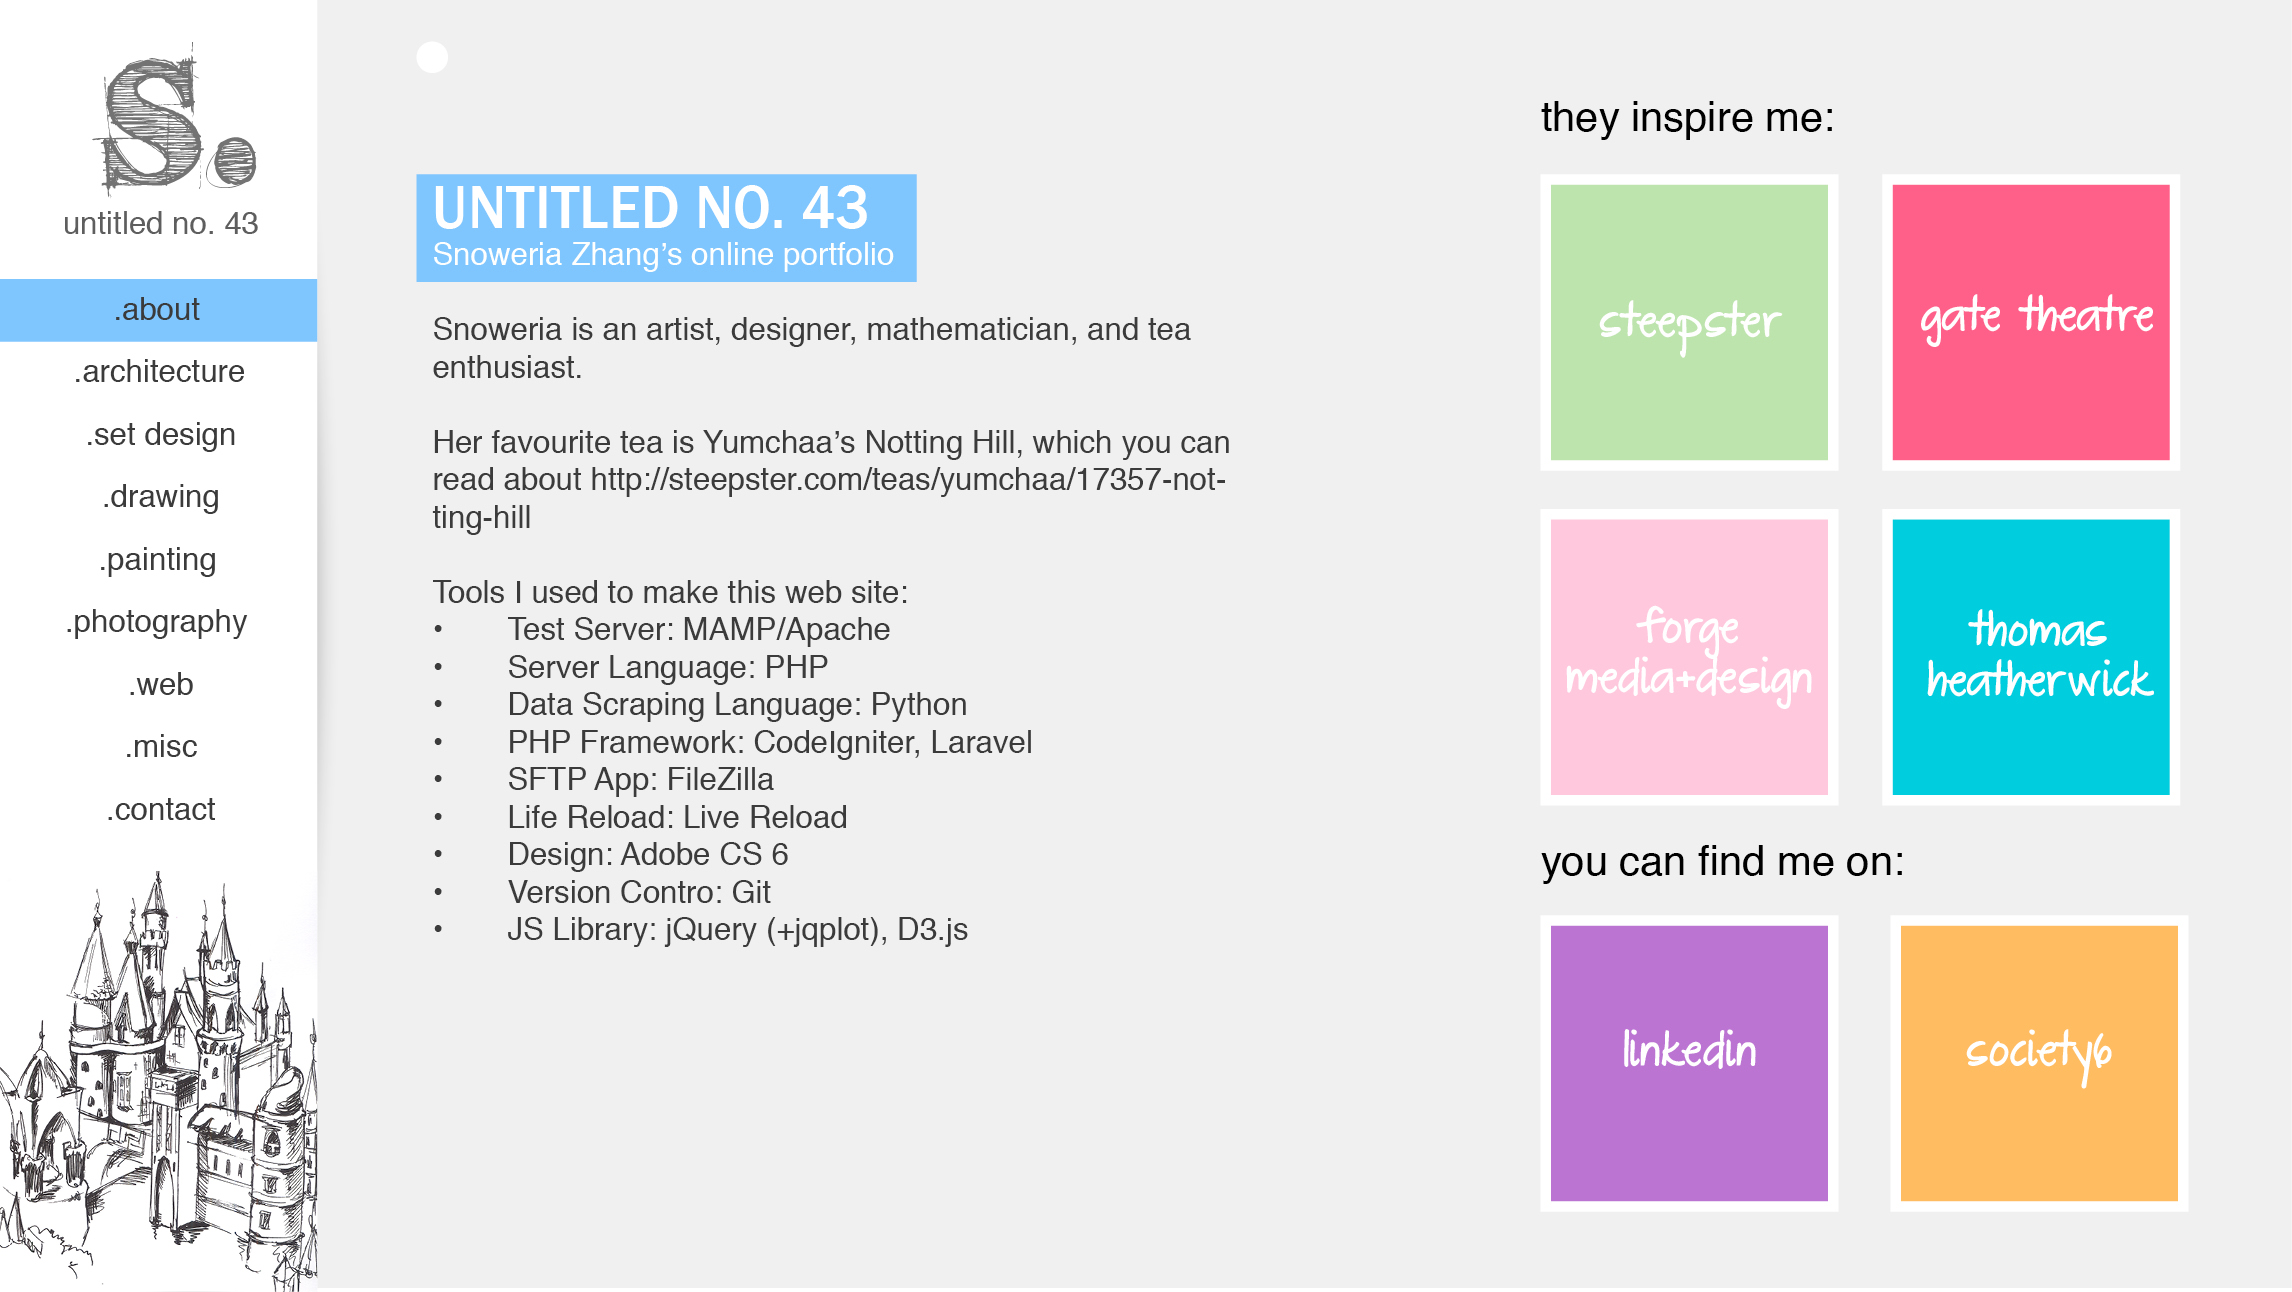 S.
untitled no. 43
.about
.architecture
.set design
.drawing
.painting
.photography
.web
.misc
.contact
UNTITLED NO. 43
Snoweria Zhang’s online portfolio
Snoweria is an artist, designer, mathematician, and tea
enthusiast.
Her favourite tea is Yumchaa’s Notting Hill, which you can
read about http://steepster.com/teas/yumchaa/17357-not-
ting-hill
Tools I used to make this web site:
•	Test Server: MAMP/Apache
•	Server Language: PHP
•	Data Scraping Language: Python
•	PHP Framework: CodeIgniter, Laravel
•	SFTP App: FileZilla
•	Life Reload: Live Reload
•	Design: Adobe CS 6
•	Version Contro: Git
•	JS Library: jQuery (+jqplot), D3.js
they inspire me:
steepster
gate theatre
forge
media+design
thomas
heatherwick
you can find me on:
linkedin
society6